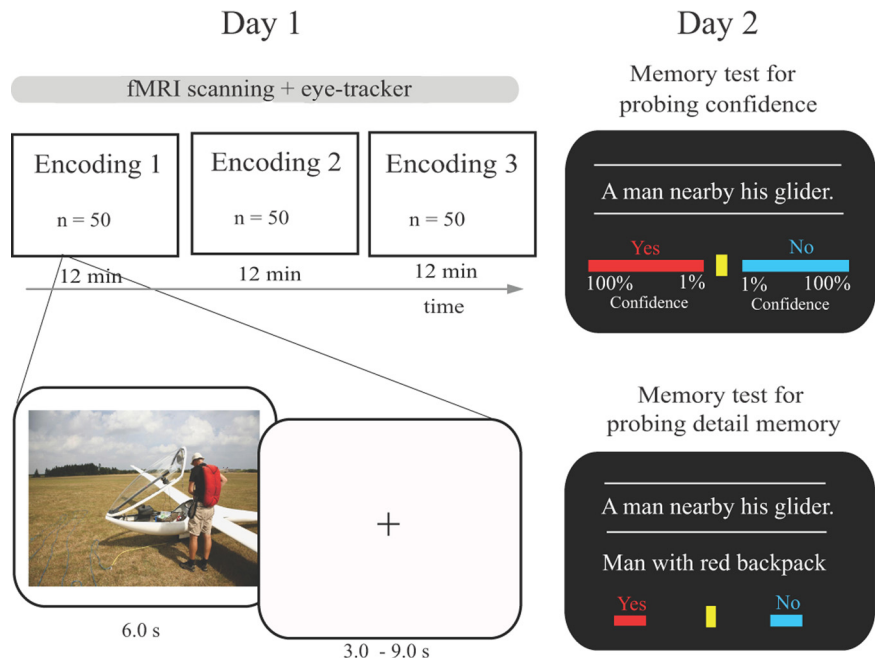 Day 1
fMRI scanning + eye-tracker
Encoding 1
n = 50
12 min
Encoding 2
n = 50
12 min
Encoding 3
n = 50
12 min
time
6.0 s
3.0 - 9.0 s
Day 2
Memory test for
probing confidence
A man nearby his glider.
Yes
No
100%
1%
1%
100%
Confidence
Confidence
Memory test for
probing detail memory
A man nearby his glider.
Man with red backpack
Yes
No